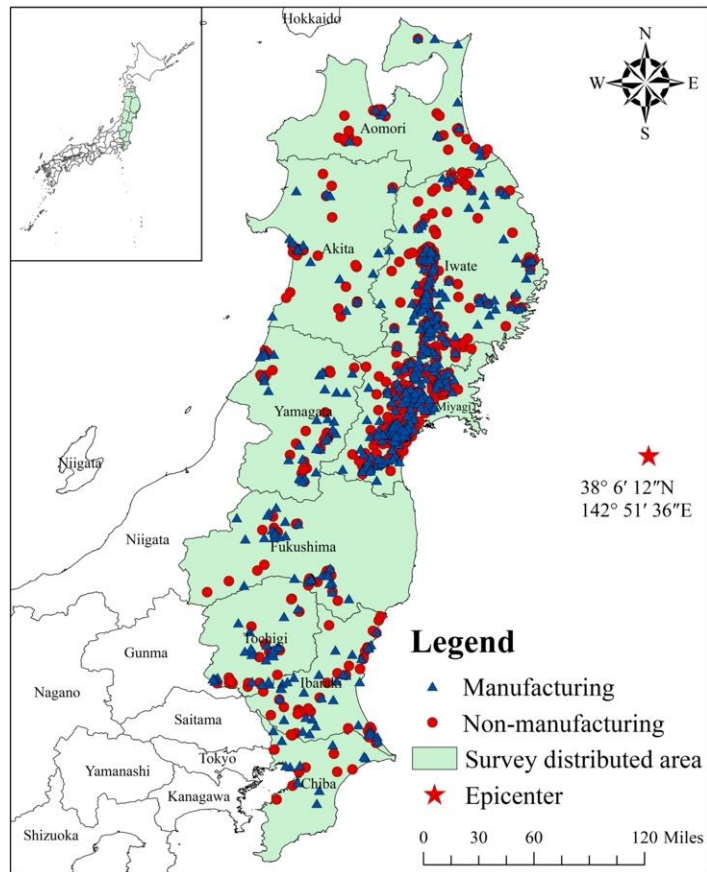 Hokkaido
N
W E
S
Aomori
Akita
Iwate
Miyagi
Yamagata
Niigata
38° 6′ 12″N
142° 51′ 36″E
Niigata
Fukushima
Tochigi
Gunma
Ibaraki
Nagano
Saitama
Tokyo
Yamanashi
Chiba
Kanagawa
Shizuoka
Legend
Manufacturing
Non-manufacturing
Survey distributed area
Epicenter
0 30 60 120 Miles